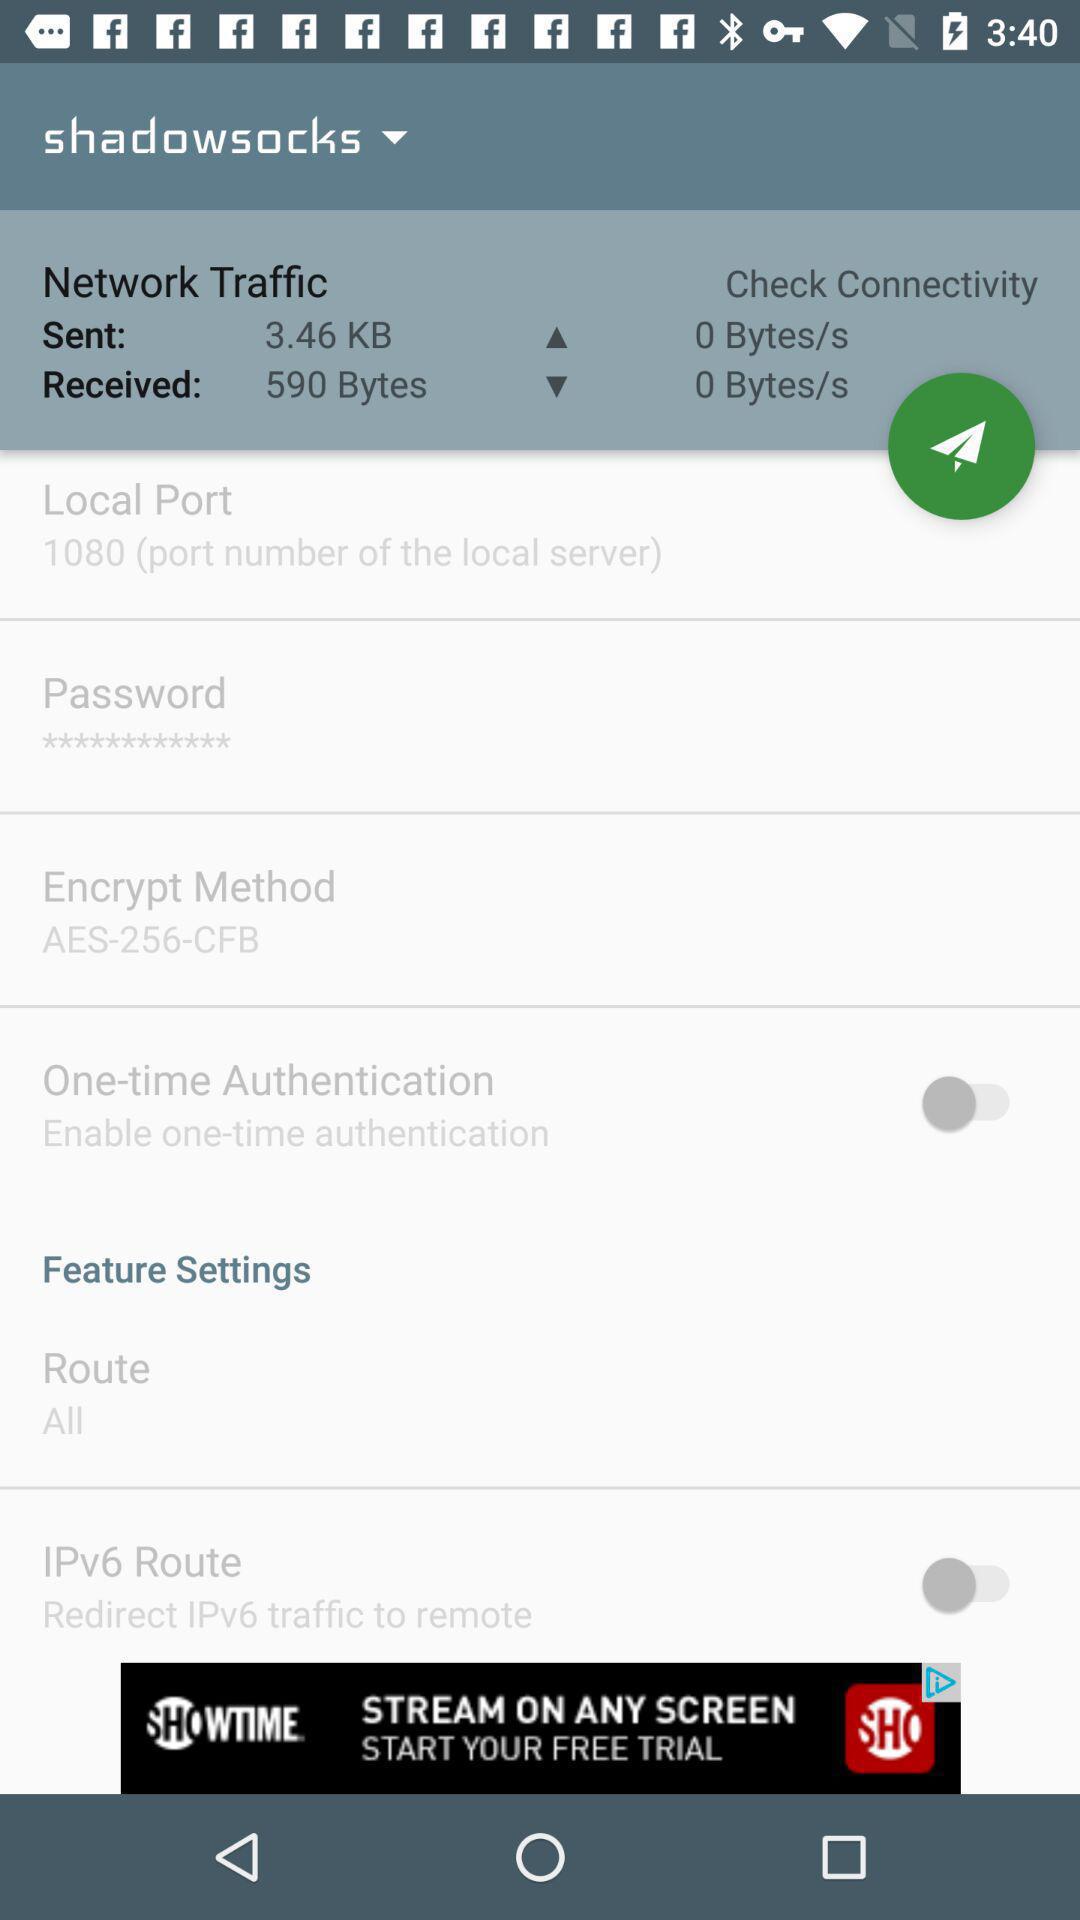 3:40
shadowsocks
Network Traffic Check Connectivity
Sent: 3.46 KB ▲ 0 Bytes/s
Received: 590 Bytes ▼ 0 Bytes/s
Local Port
1080 (port number of the local server)
Password
************
Encrypt Method
AES-256-CFB
One-time Authentication
Enable one-time authentication
Feature Settings
Route
All
IPv6 Route
Redirect IPv6 traffic to remote
SHOWTIME STREAM ON ANY SCREEN SHO
START YOUR FREE TRIAL